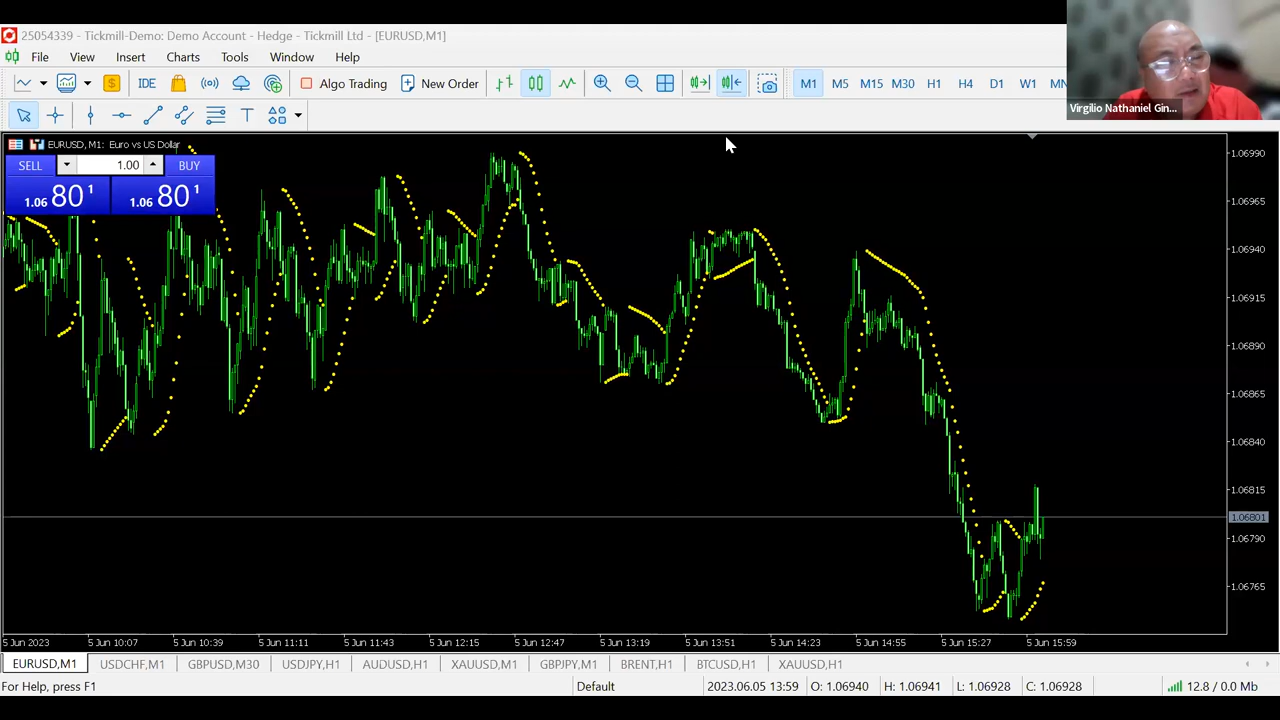 25054339 - Tickmill-Demo: Demo Account - Hedge - Tickmill Ltd - [EURUSD,M1]
File View Insert Charts Tools Window Help
IDE Algo Trading New Order M1 M5 M15 M30 H1 H4 D1 W1 MN
Virgilio Nathaniel Gin...
EURUSD, M1: Euro vs US Dollar
SELL 1.00 BUY
1.06 80 1 1.06 80 1
1.06990
1.06965
1.06940
1.06915
1.06890
1.06865
1.06840
1.06815
1.06801
1.06790
1.06765
5 Jun 2023 5 Jun 10:07 5 Jun 10:39 5 Jun 11:11 5 Jun 11:43 5 Jun 12:15 5 Jun 12:47 5 Jun 13:19 5 Jun 13:51 5 Jun 14:23 5 Jun 14:55 5 Jun 15:27 5 Jun 15:59
EURUSD,M1 USDCHF,M1 GBPUSD,M30 USDJPY,H1 AUDUSD,H1 XAUUSD,M1 GBPJPY,M1 BRENT,H1 BTCUSD,H1 XAUUSD,H1
For Help, press F1 Default 2023.06.05 13:59 O: 1.06940 H: 1.06941 L: 1.06928 C: 1.06928 12.8 / 0.0 Mb